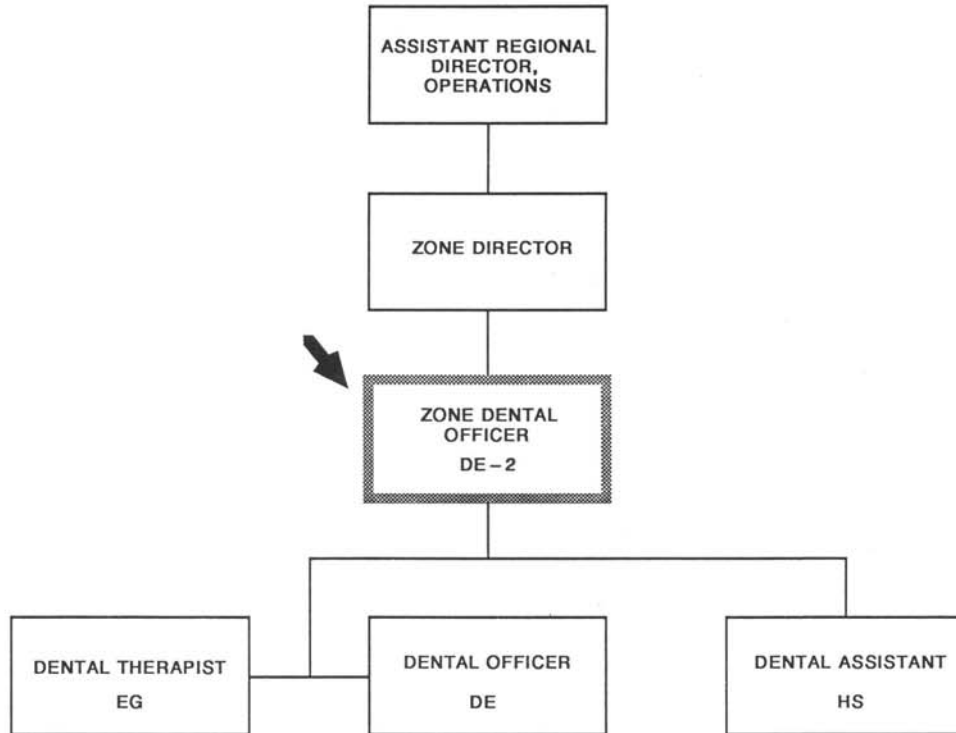 ASSISTANT REGIONAL
DIRECTOR,
OPERATIONS
ZONE DIRECTOR
ZONE DENTAL
OFFICER
DE-2
DENTAL THERAPIST
EG
DENTAL OFFICER
DE
DENTAL ASSISTANT
HS